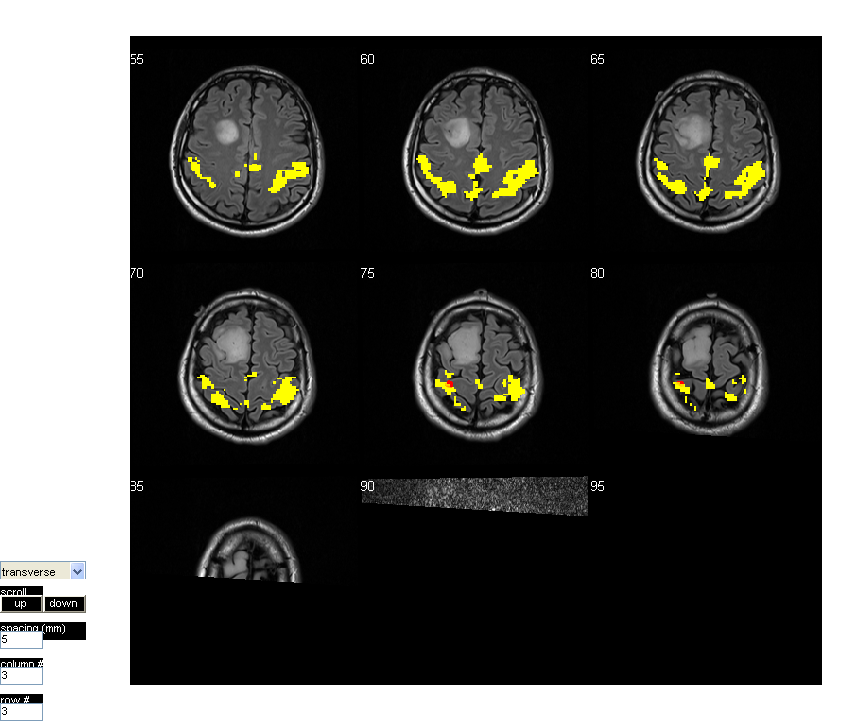 55 60 65
70 75 80
85 90 95
transverse
scroll
up down
spacing (mm)
5
column #
3
row #
3